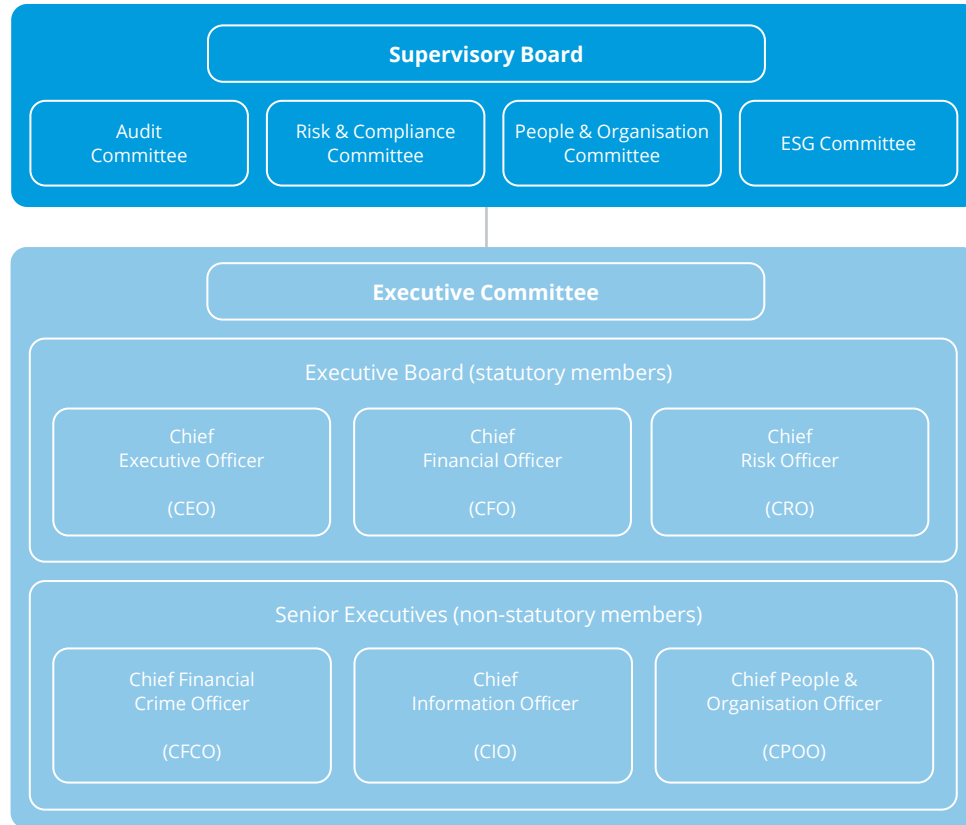 Supervisory Board
Audit
Committee
Risk & Compliance
Committee
People & Organisation
Committee
ESG Committee
Executive Committee
Executive Board (statutory members)
Chief
Executive Officer
(CEO)
Chief
Financial Officer
(CFO)
Chief
Risk Officer
(CRO)
Senior Executives (non-statutory members)
Chief Financial
Crime Officer
(CFCO)
Chief
Information Officer
(CIO)
Chief People &
Organisation Officer
(CPOO)